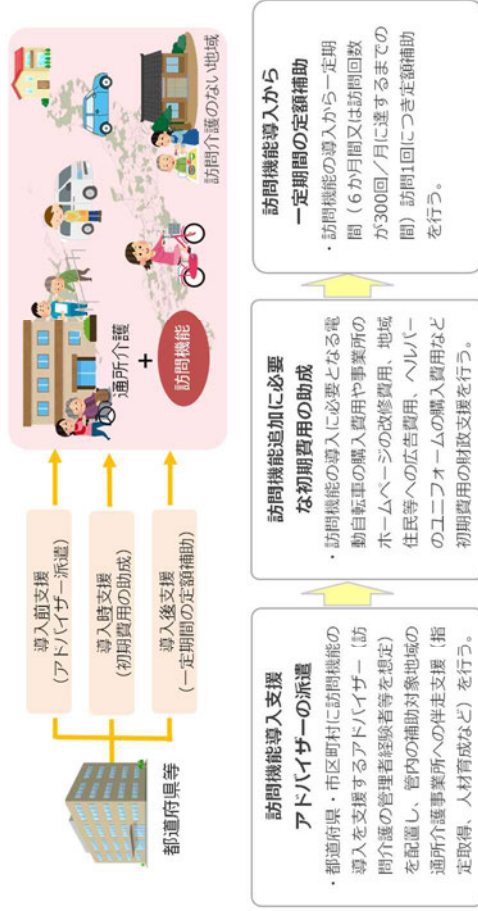 都道府県等
導入前支援
(アドバイザー派遣)
導入時支援
(初期費用の助成)
導入後支援
(一定期間の定額補助)
通所介護
+
訪問機能
訪問介護のない地域
訪問機能導入支援
アドバイザーの派遣
・都道府県・市区町村に訪問機能の
導入を支援するアドバイザー【訪
問介護の管理者経験者等を想定】
を配置し、管内の補助対象地域の
通所介護事業所への伴走支援【指
定取得、人材育成など】を行う。
訪問機能追加に必要
な初期費用の助成
・訪問機能の導入に必要となる電
動自転車の購入費用や事業所の
ホームページの改修費用、地域
住民等への広告費用、ヘルパー
のユニフォームの購入費用など
初期費用の財政支援を行う。
訪問機能導入から
一定期間の定額補助
・訪問機能の導入から一定期
間（６か月間又は訪問回数
が300回／月に達するまでの
間）訪問1回につき定額補助
を行う。